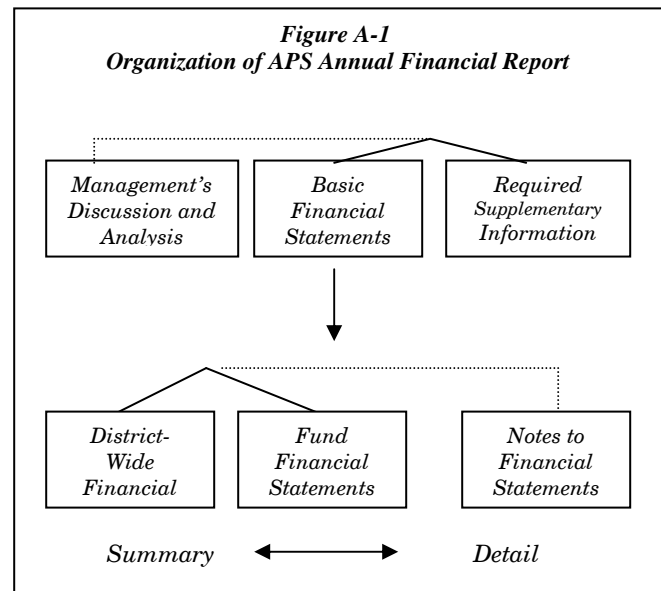 Figure A-1
Organization of APS Annual Financial Report
Management's
Discussion and
Analysis
Basic
Financial
Statements
Required
Supplementary
Information
District-
Wide
Financial
Fund
Financial
Statements
Notes to
Financial
Statements
Summary
Detail